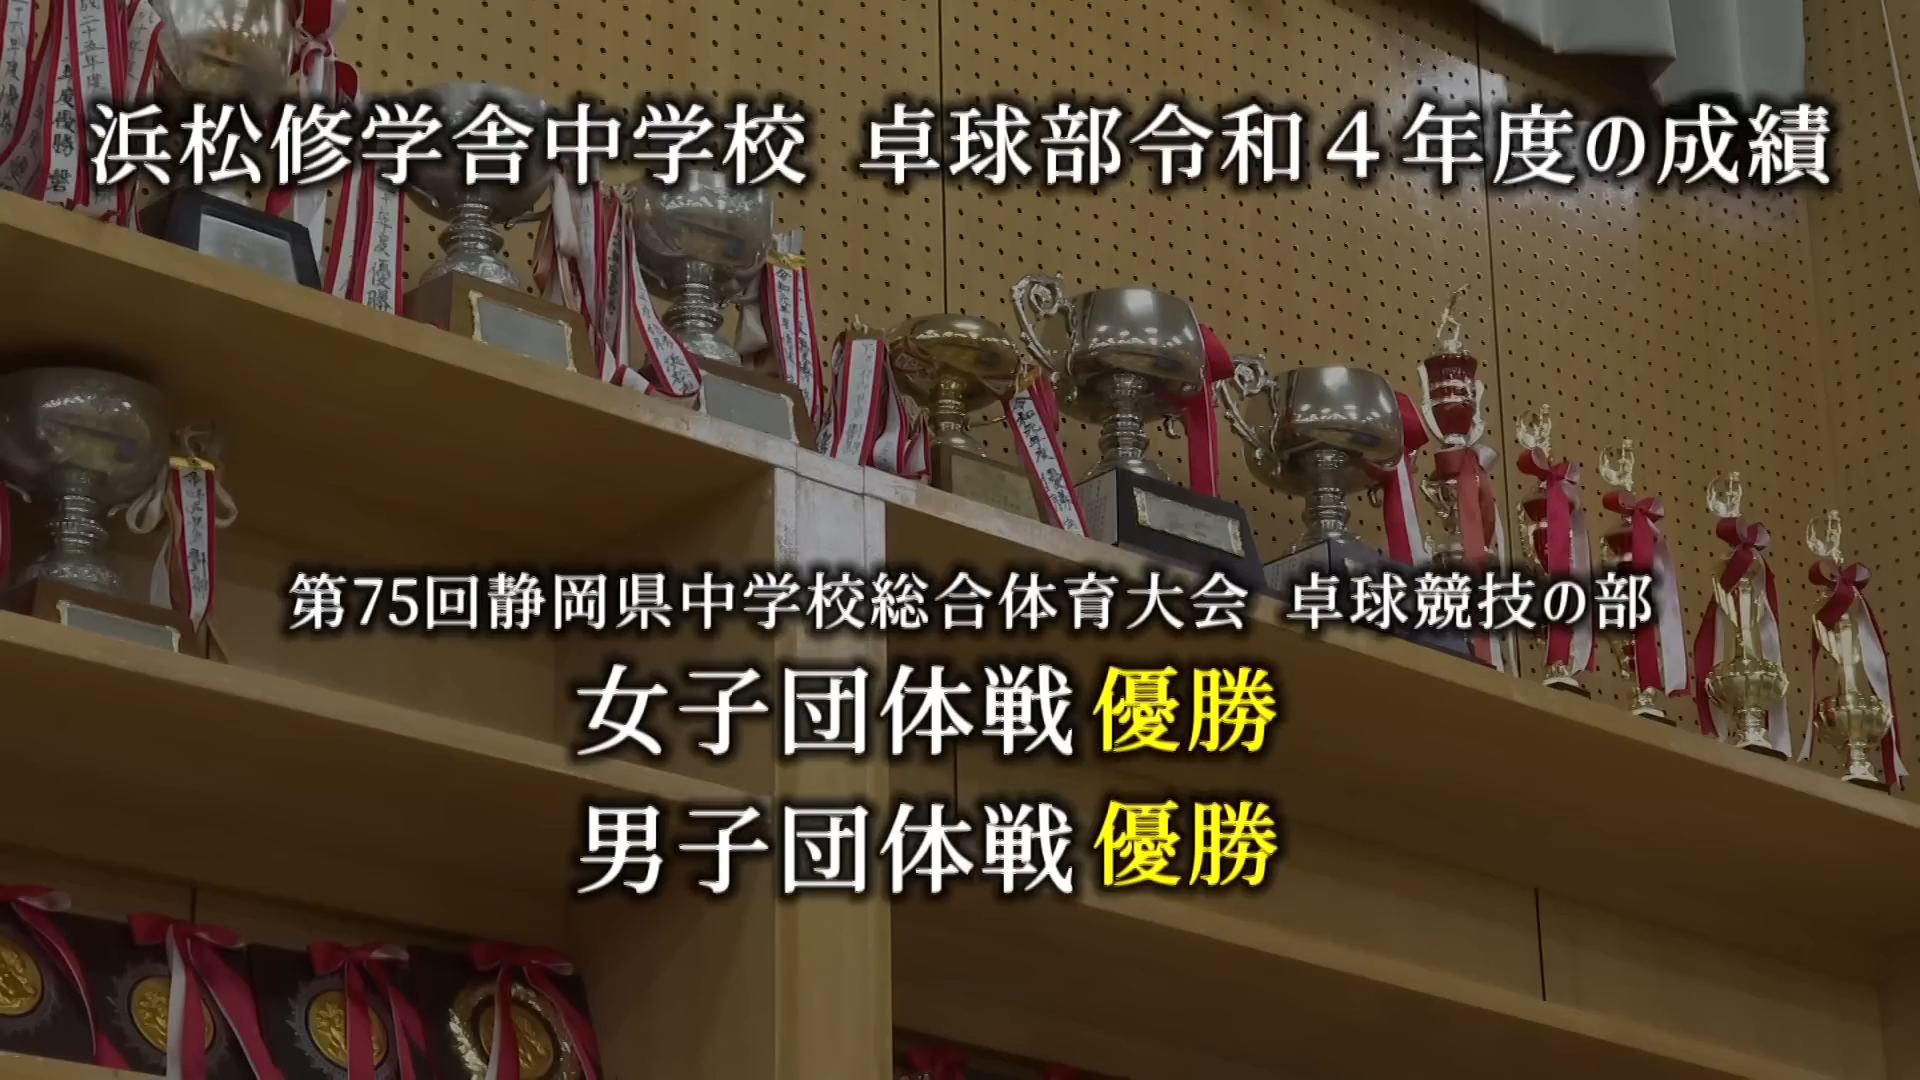 浜松修学舎中学校 卓球部令和４年度の成績
第75回静岡県中学校総合体育大会 卓球競技の部
女子団体戦 優勝
男子団体戦 優勝